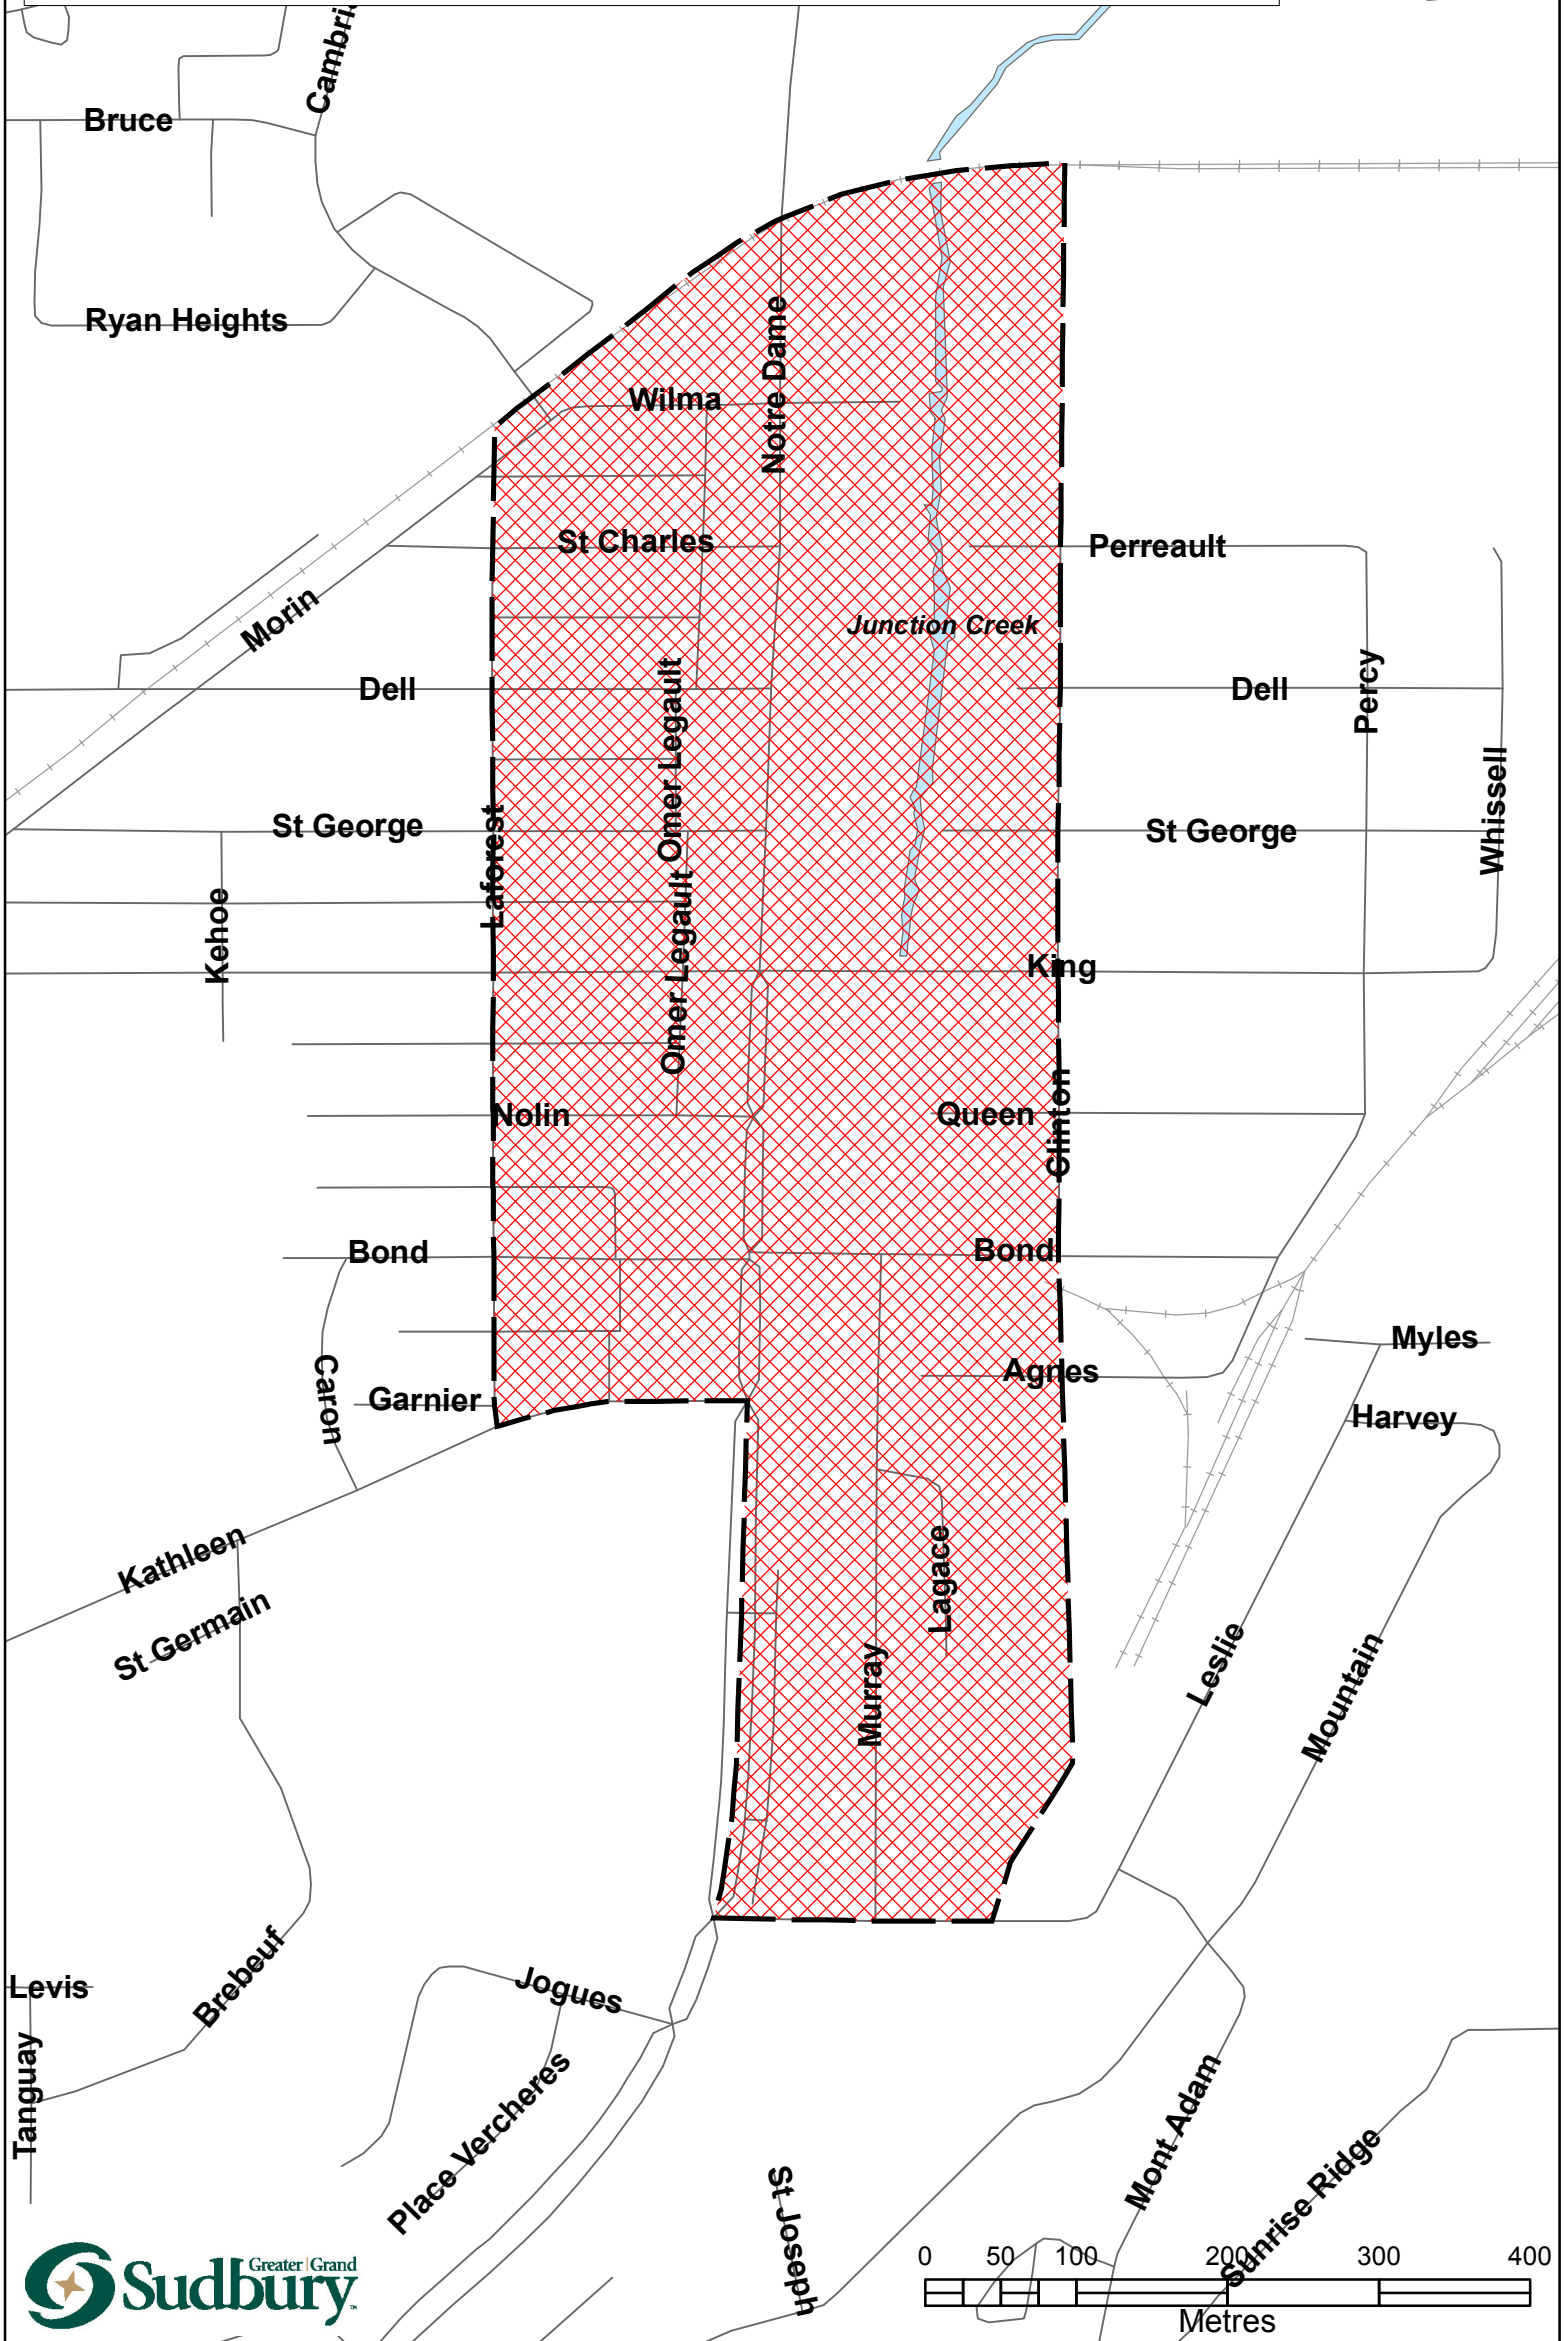 Bruce
Ryan Heights
Notre Dame
Wilma
St Charles
Perreault
Morin
Junction Creek
Dell
Omer Legault
Dell
Percy
Whissell
St George
Laforest
St George
Kehoe
Omer Legault
King
Nolin
Queen
Clinton
Bond
Bond
Myles
Caron
Garnier
Agnes
Harvey
Kathleen
St Germain
Lagace
Murray
Leslie
Mountain
Brebeuf
Levis
Jogues
Tanguay
Place Vercheres
Mont Adam
St Joseph
Sunrise Ridge
Greater Grand
Sudbury
0 50 100 200 300 400
Metres